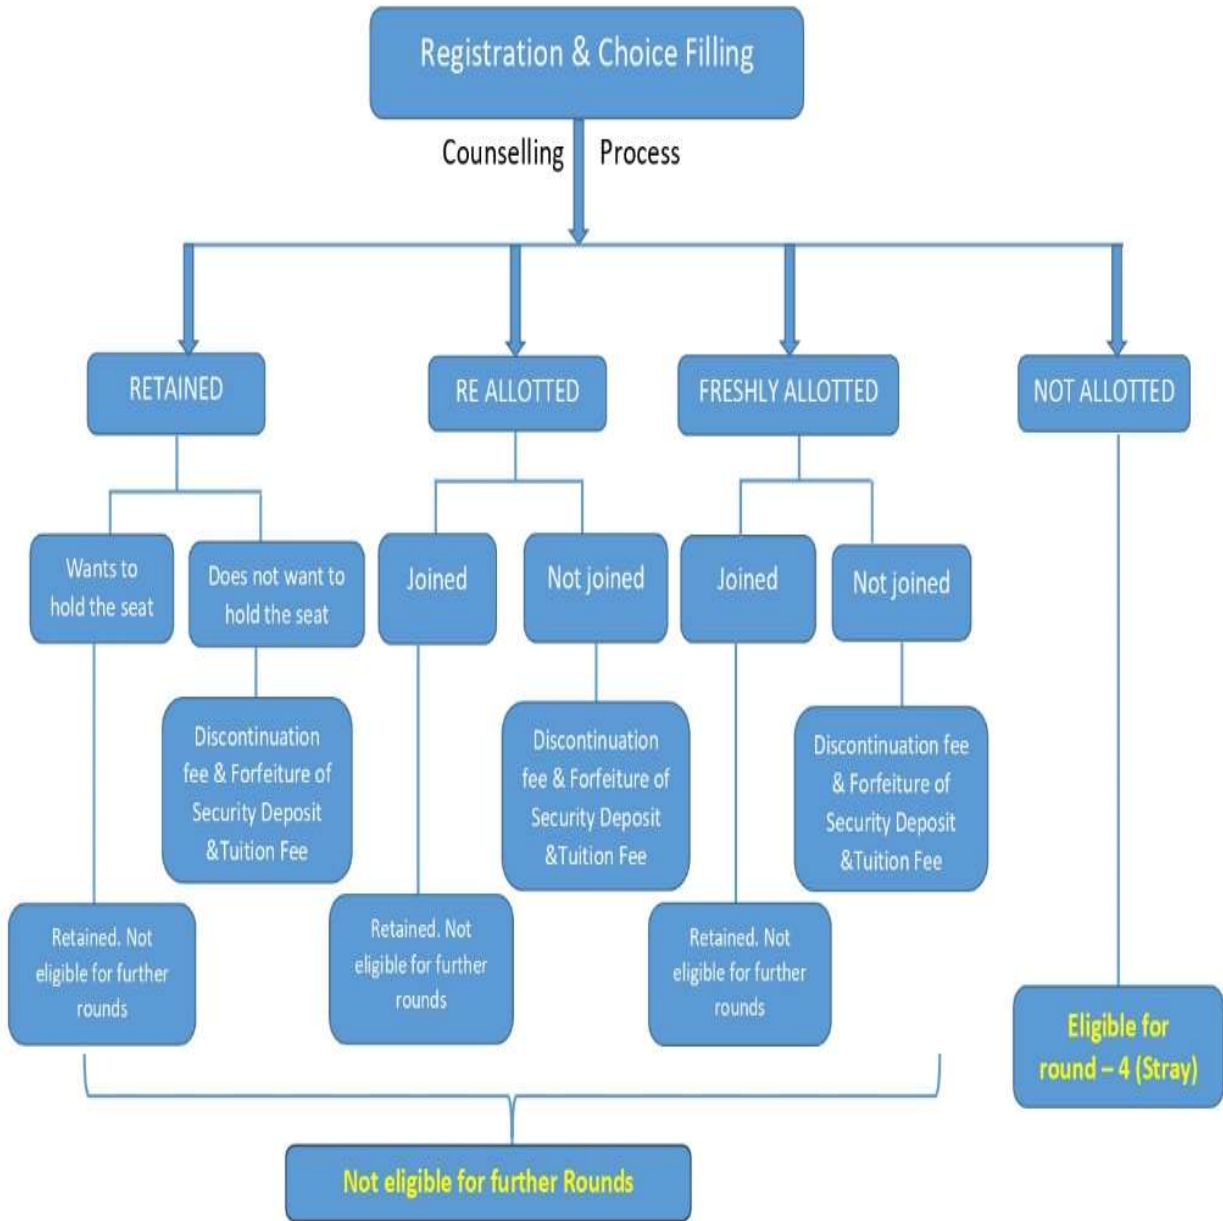 Registration & Choice Filling
Counselling Process
RETAINED
RE ALLOTTED
FRESHLY ALLOTTED
NOT ALLOTTED
Wants to
hold the seat
Does not want to
hold the seat
Joined
Not joined
Joined
Not joined
Discontinuation
fee & Forfeiture of
Security Deposit
&Tuition Fee
Discontinuation
fee & Forfeiture of
Security Deposit
&Tuition Fee
Discontinuation fee
& Forfeiture of
Security Deposit
&Tuition Fee
Retained. Not
eligible for further
rounds
Retained. Not
eligible for further
rounds
Retained. Not
eligible for further
rounds
Eligible for
round – 4 (Stray)
Not eligible for further Rounds